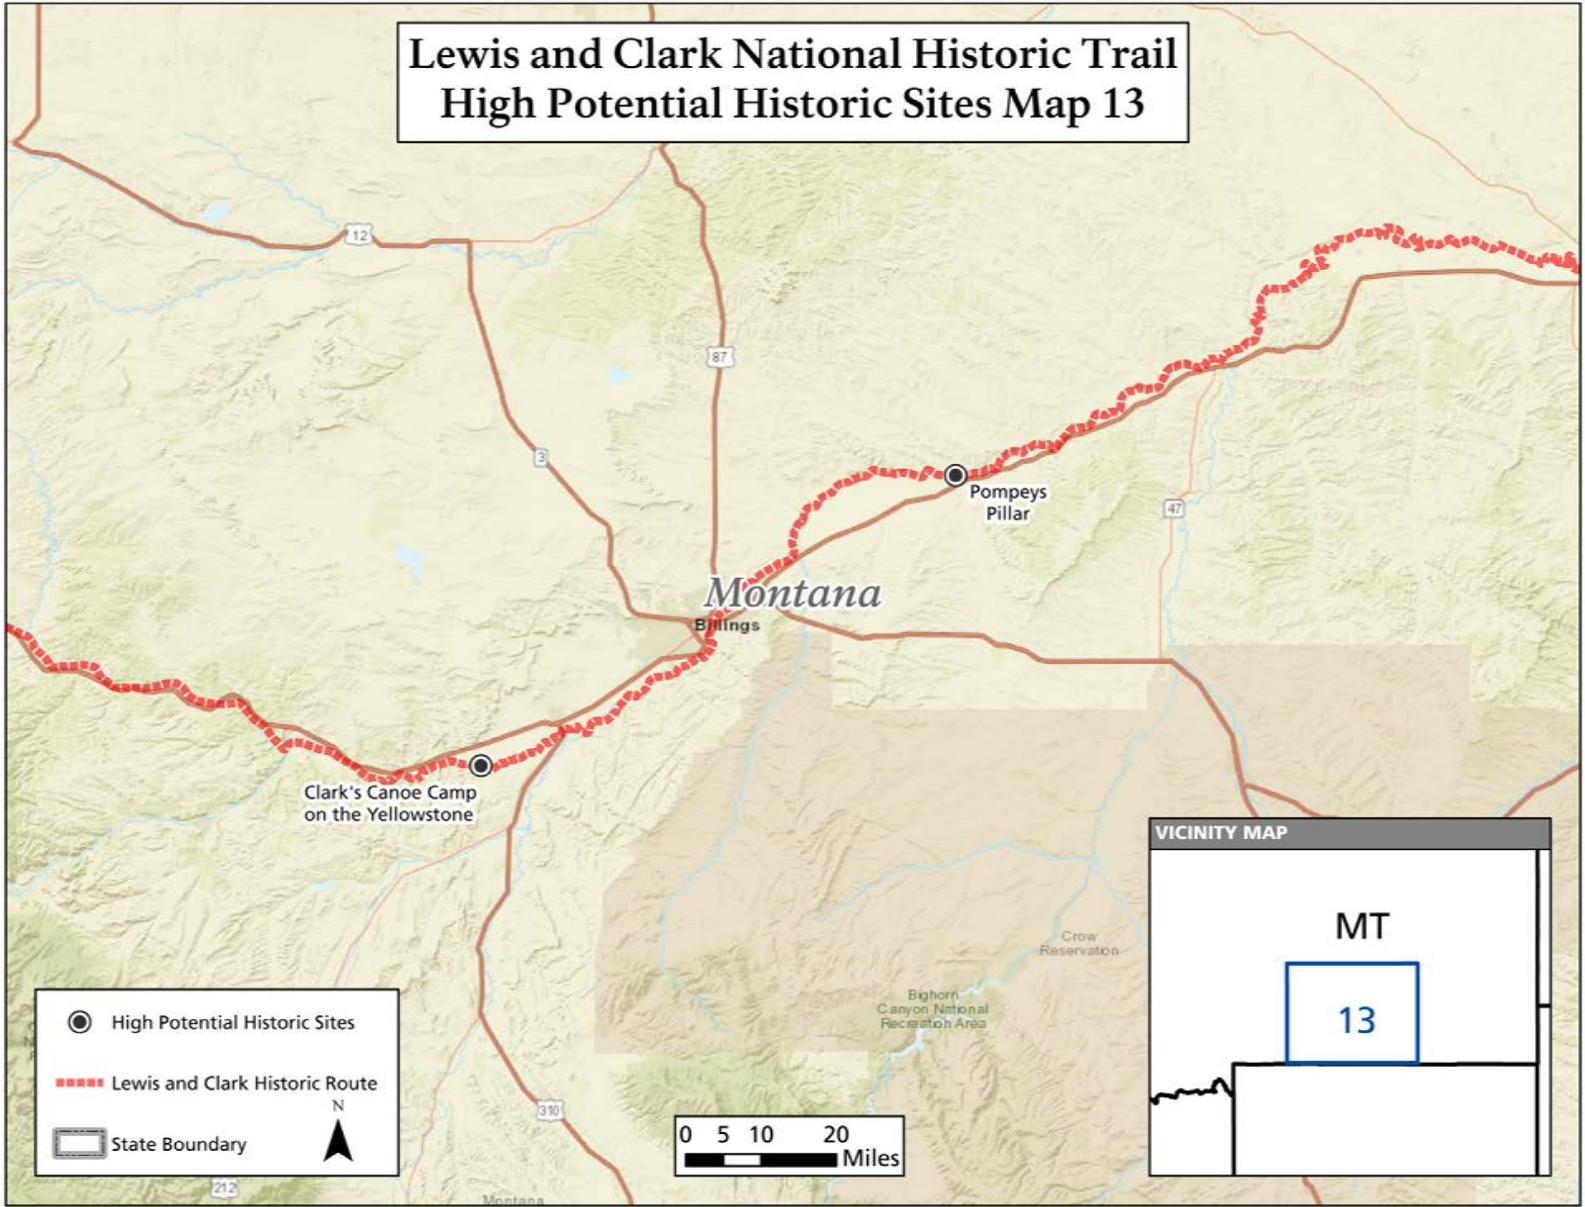 Lewis and Clark National Historic Trail
High Potential Historic Sites Map 13
12
87
3
Pompeys
Pillar
47
Montana
Billings
Clark's Canoe Camp
on the Yellowstone
VICINITY MAP
MT
13
Crow
Reservation
Bighorn
Canyon National
Recreation Area
High Potential Historic Sites
Lewis and Clark Historic Route
N
State Boundary
310
0 5 10 20
Miles
212
Montana